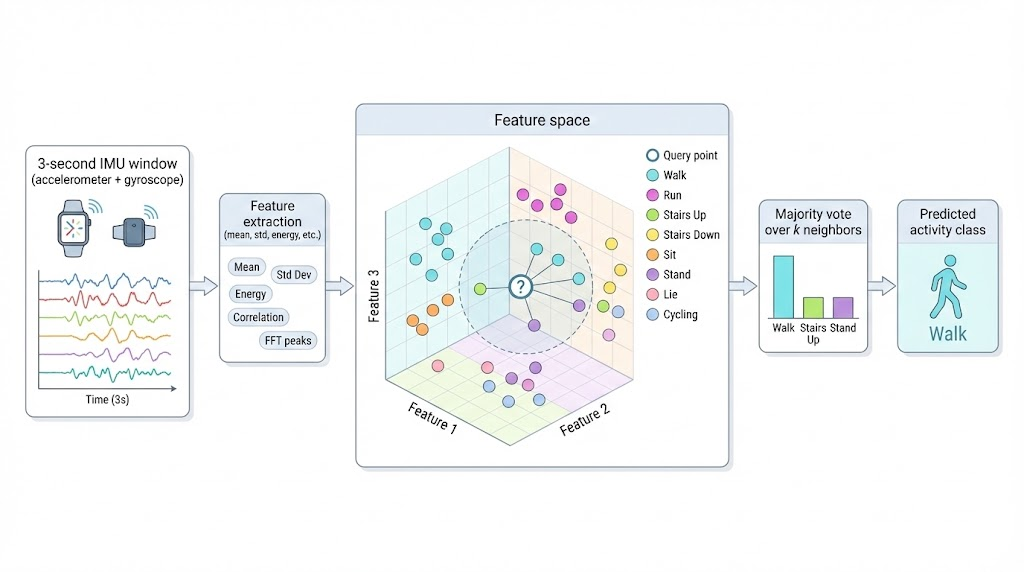 3-second IMU window
(accelerometer + gyroscope)
Time (3s)
Feature
extraction
(mean, std, energy, etc.)
Mean
Std Dev
Energy
Correlation
FFT peaks
Feature space
Feature 3
Feature 1
Feature 2
?
Query point
Walk
Run
Stairs Up
Stairs Down
Sit
Stand
Lie
Cycling
Majority vote
over k neighbors
Walk
Stairs Up
Stand
Predicted
activity class
Walk